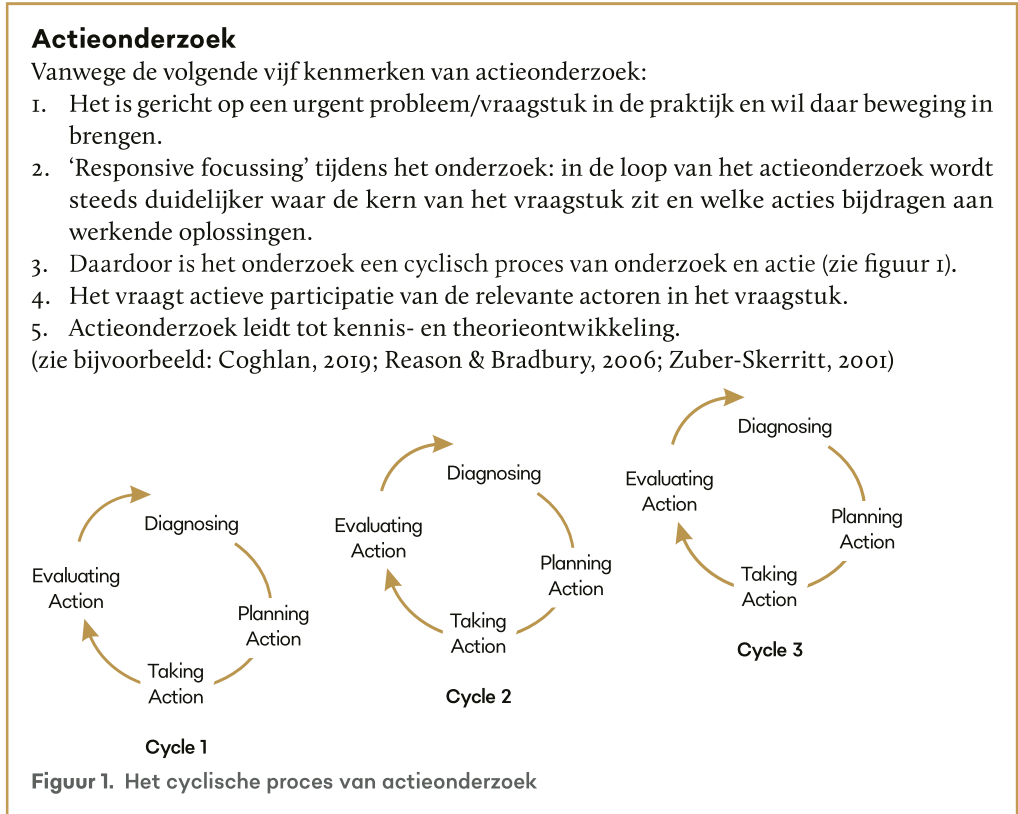 Actieonderzoek
Vanwege de volgende vijf kenmerken van actieonderzoek:
1. Het is gericht op een urgent probleem/vraagstuk in de praktijk en wil daar beweging in
brengen.
2. ‘Responsive focussing’ tijdens het onderzoek: in de loop van het actieonderzoek wordt
steeds duidelijker waar de kern van het vraagstuk zit en welke acties bijdragen aan
werkende oplossingen.
3. Daardoor is het onderzoek een cyclisch proces van onderzoek en actie (zie figuur 1).
4. Het vraagt actieve participatie van de relevante actoren in het vraagstuk.
5. Actieonderzoek leidt tot kennis- en theorieontwikkeling.
(zie bijvoorbeeld: Coghlan, 2019; Reason & Bradbury, 2006; Zuber-Skerritt, 2001)
Diagnosing
Planning
Action
Taking
Action
Evaluating
Action
Cycle 1
Diagnosing
Planning
Action
Taking
Action
Evaluating
Action
Cycle 2
Diagnosing
Planning
Action
Taking
Action
Evaluating
Action
Cycle 3
Figuur 1. Het cyclische proces van actieonderzoek